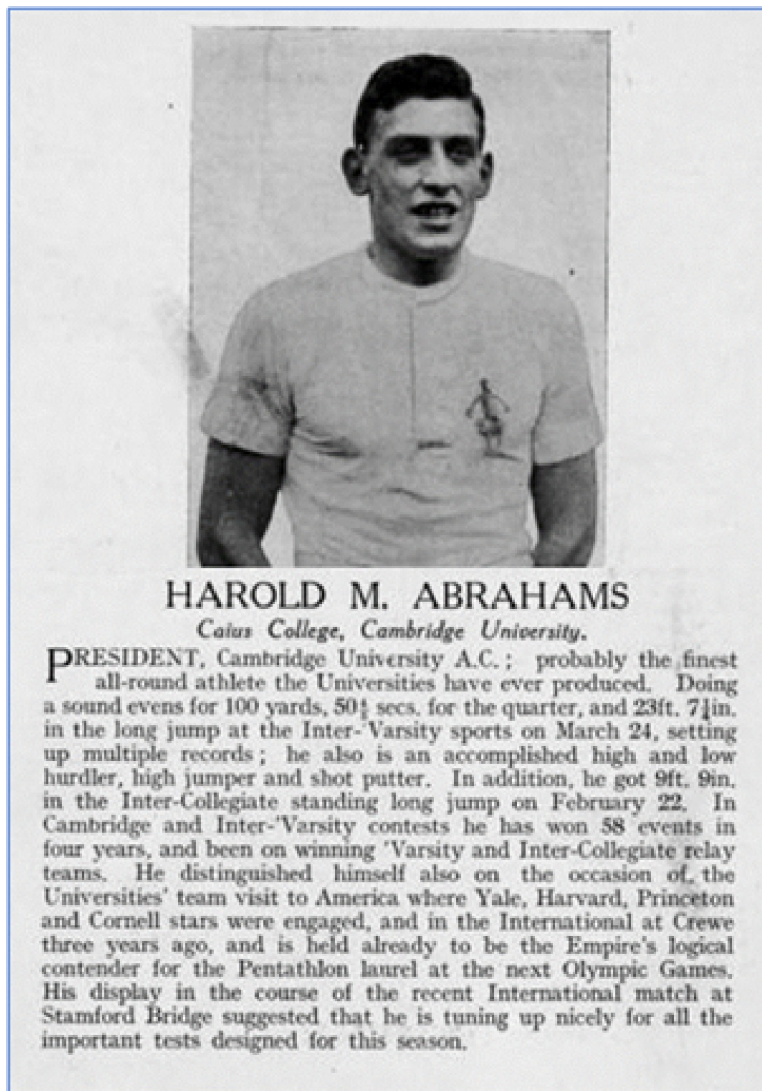 HAROLD M. ABRAHAMS
Caius College, Cambridge University.
PRESIDENT, Cambridge University A.C.; probably the finest
all-round athlete the Universities have ever produced. Doing
a sound evens for 100 yards, 50⅘ secs. for the quarter, and 23ft. 7¼in.
in the long jump at the Inter-'Varsity sports on March 24, setting
up multiple records; he also is an accomplished high and low
hurdler, high jumper and shot putter. In addition, he got 9ft. 9in.
in the Inter-Collegiate standing long jump on February 22. In
Cambridge and Inter-'Varsity contests he has won 58 events in
four years, and been on winning 'Varsity and Inter-Collegiate relay
teams. He distinguished himself also on the occasion of the
Universities' team visit to America where Yale, Harvard, Princeton
and Cornell stars were engaged, and in the International at Crewe
three years ago, and is held already to be the Empire's logical
contender for the Pentathlon laurel at the next Olympic Games.
His display in the course of the recent International match at
Stamford Bridge suggested that he is tuning up nicely for all the
important tests designed for this season.